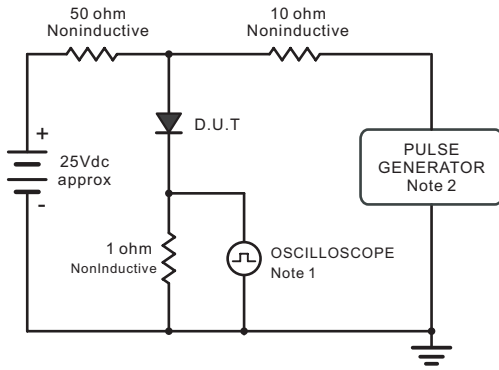 50 ohm
Noninductive
10 ohm
Noninductive
+
25Vdc
approx
-
D.U.T
PULSE
GENERATOR
Note 2
1 ohm
NonInductive
OSCILLOSCOPE
Note 1